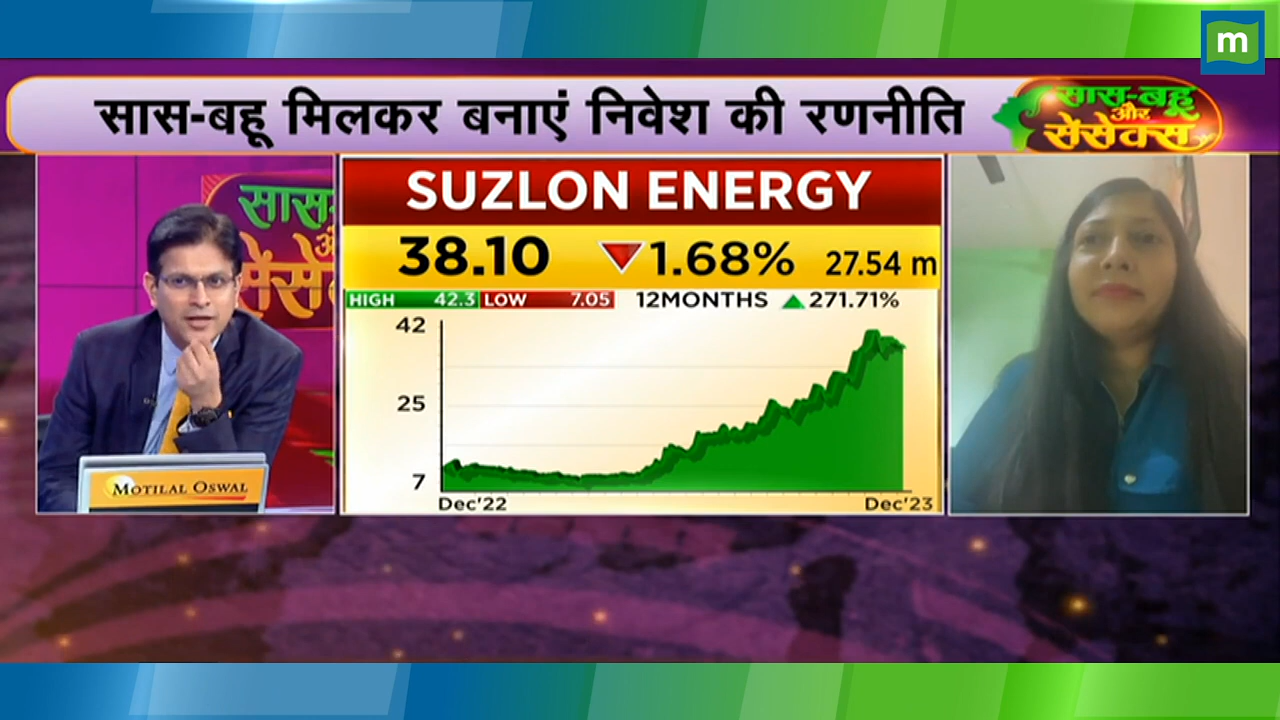 m
सास-बहू मिलकर बनाएं निवेश की रणनीति
सास-बहू
और
सेंसेक्स
SUZLON ENERGY
38.10 ▼1.68% 27.54 m
HIGH 42.3 LOW 7.05 12MONTHS ▲271.71%
42
25
7
Dec'22 Dec'23
MOTILAL OSWAL